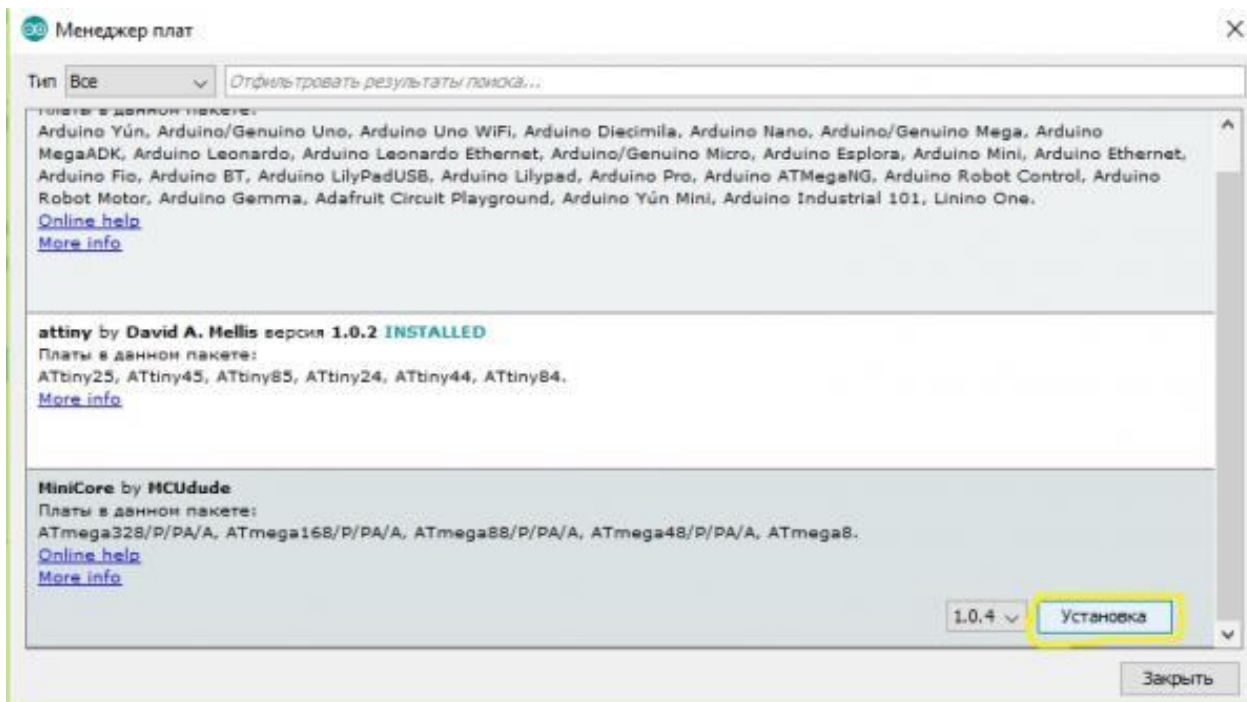 Менеджер плат
Тип Все Отфильтровать результаты поиска...
Платы в данном пакете:
Arduino Yún, Arduino/Genuino Uno, Arduino Uno WiFi, Arduino Diecimila, Arduino Nano, Arduino/Genuino Mega, Arduino
MegaADK, Arduino Leonardo, Arduino Leonardo Ethernet, Arduino/Genuino Micro, Arduino Esplora, Arduino Mini, Arduino Ethernet,
Arduino Fio, Arduino BT, Arduino LilyPadUSB, Arduino Lilypad, Arduino Pro, Arduino ATMegaNG, Arduino Robot Control, Arduino
Robot Motor, Arduino Gemma, Adafruit Circuit Playground, Arduino Yún Mini, Arduino Industrial 101, Linino One.
Online help
More info
attiny by David A. Mellis версия 1.0.2 INSTALLED
Платы в данном пакете:
ATtiny25, ATtiny45, ATtiny85, ATtiny24, ATtiny44, ATtiny84.
More info
MiniCore by MCUdude
Платы в данном пакете:
ATmega328/P/PA/A, ATmega168/P/PA/A, ATmega88/P/PA/A, ATmega48/P/PA/A, ATmega8.
Online help
More info
1.0.4 Установка
Закрыть